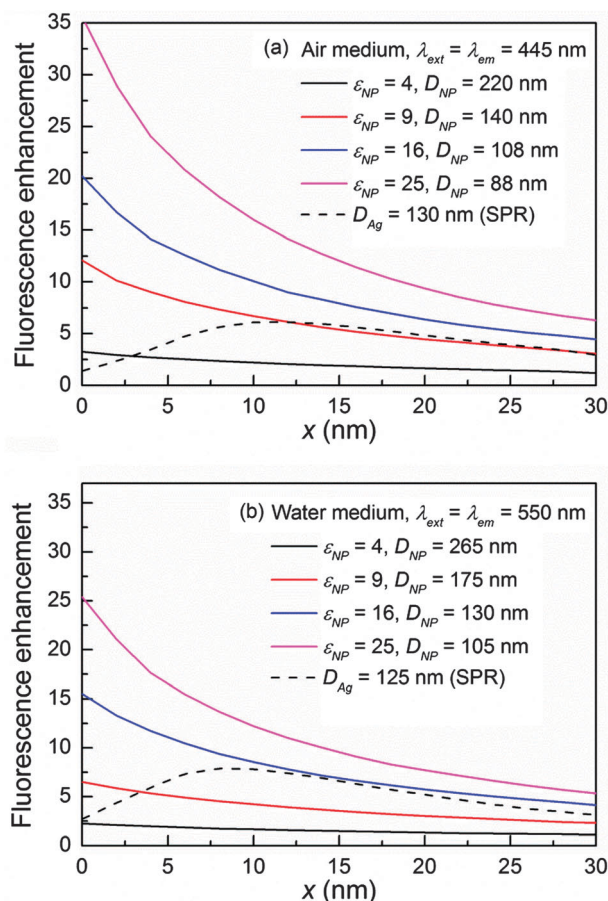 35
30
25
20
15
10
5
0
Fluorescence enhancement
(a) Air medium, λext = λem = 445 nm
εNP = 4, DNP = 220 nm
εNP = 9, DNP = 140 nm
εNP = 16, DNP = 108 nm
εNP = 25, DNP = 88 nm
DAg = 130 nm (SPR)
0 5 10 15 20 25 30
x (nm)
35
30
25
20
15
10
5
0
Fluorescence enhancement
(b) Water medium, λext = λem = 550 nm
εNP = 4, DNP = 265 nm
εNP = 9, DNP = 175 nm
εNP = 16, DNP = 130 nm
εNP = 25, DNP = 105 nm
DAg = 125 nm (SPR)
0 5 10 15 20 25 30
x (nm)